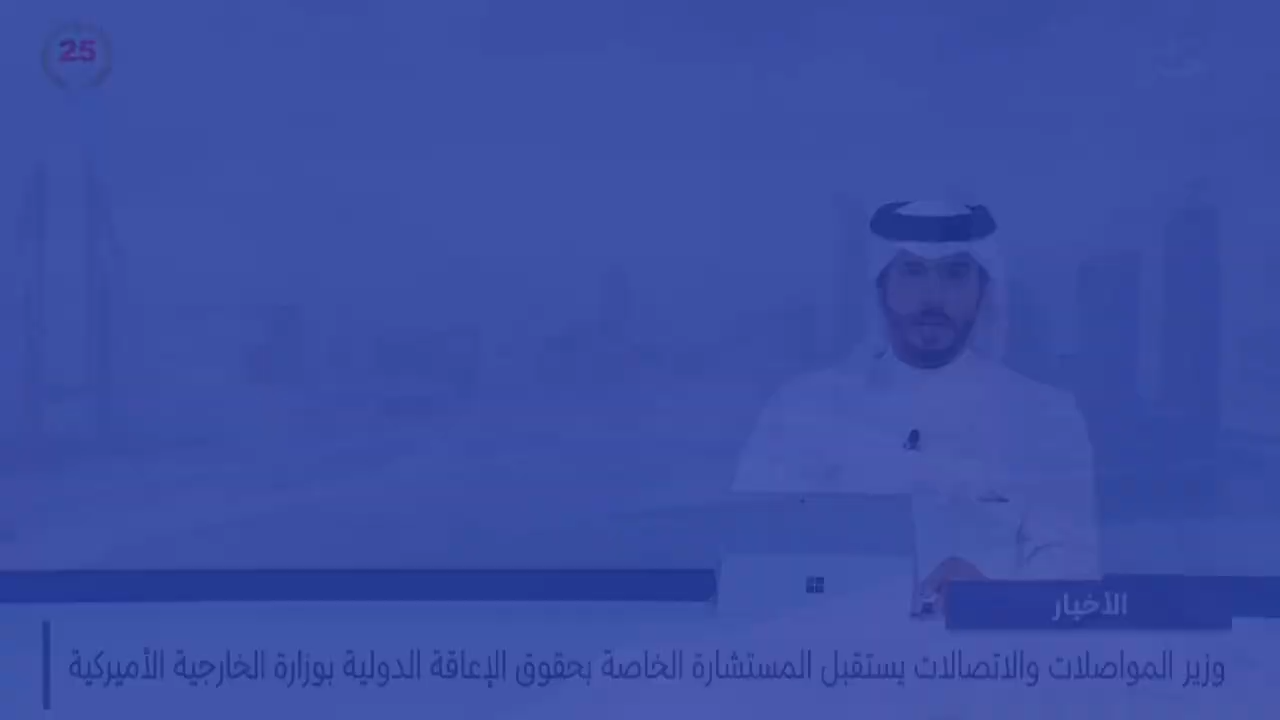 25
الأخبار
وزير المواصلات والاتصالات يستقبل المستشارة الخاصة بحقوق الإعاقة الدولية بوزارة الخارجية الأميركية